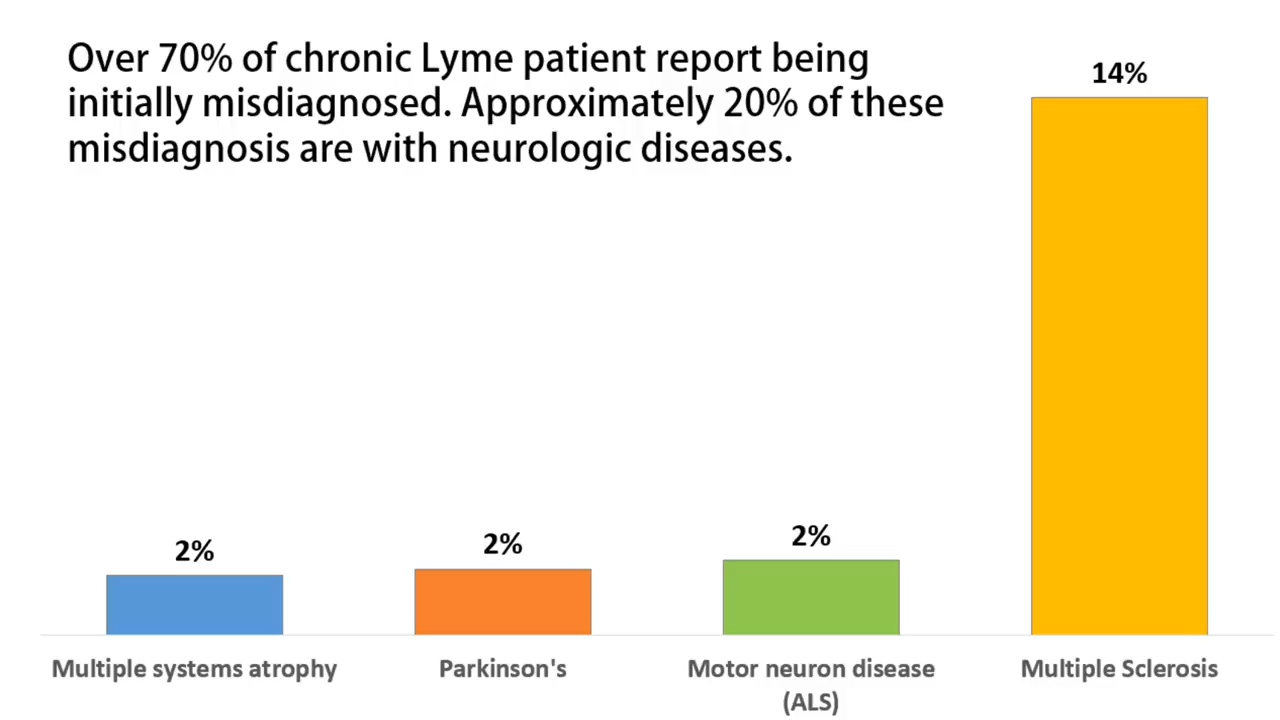 Over 70% of chronic Lyme patient report being
initially misdiagnosed. Approximately 20% of these
misdiagnosis are with neurologic diseases.
14%
2%
2%
2%
Multiple systems atrophy
Parkinson's
Motor neuron disease
(ALS)
Multiple Sclerosis